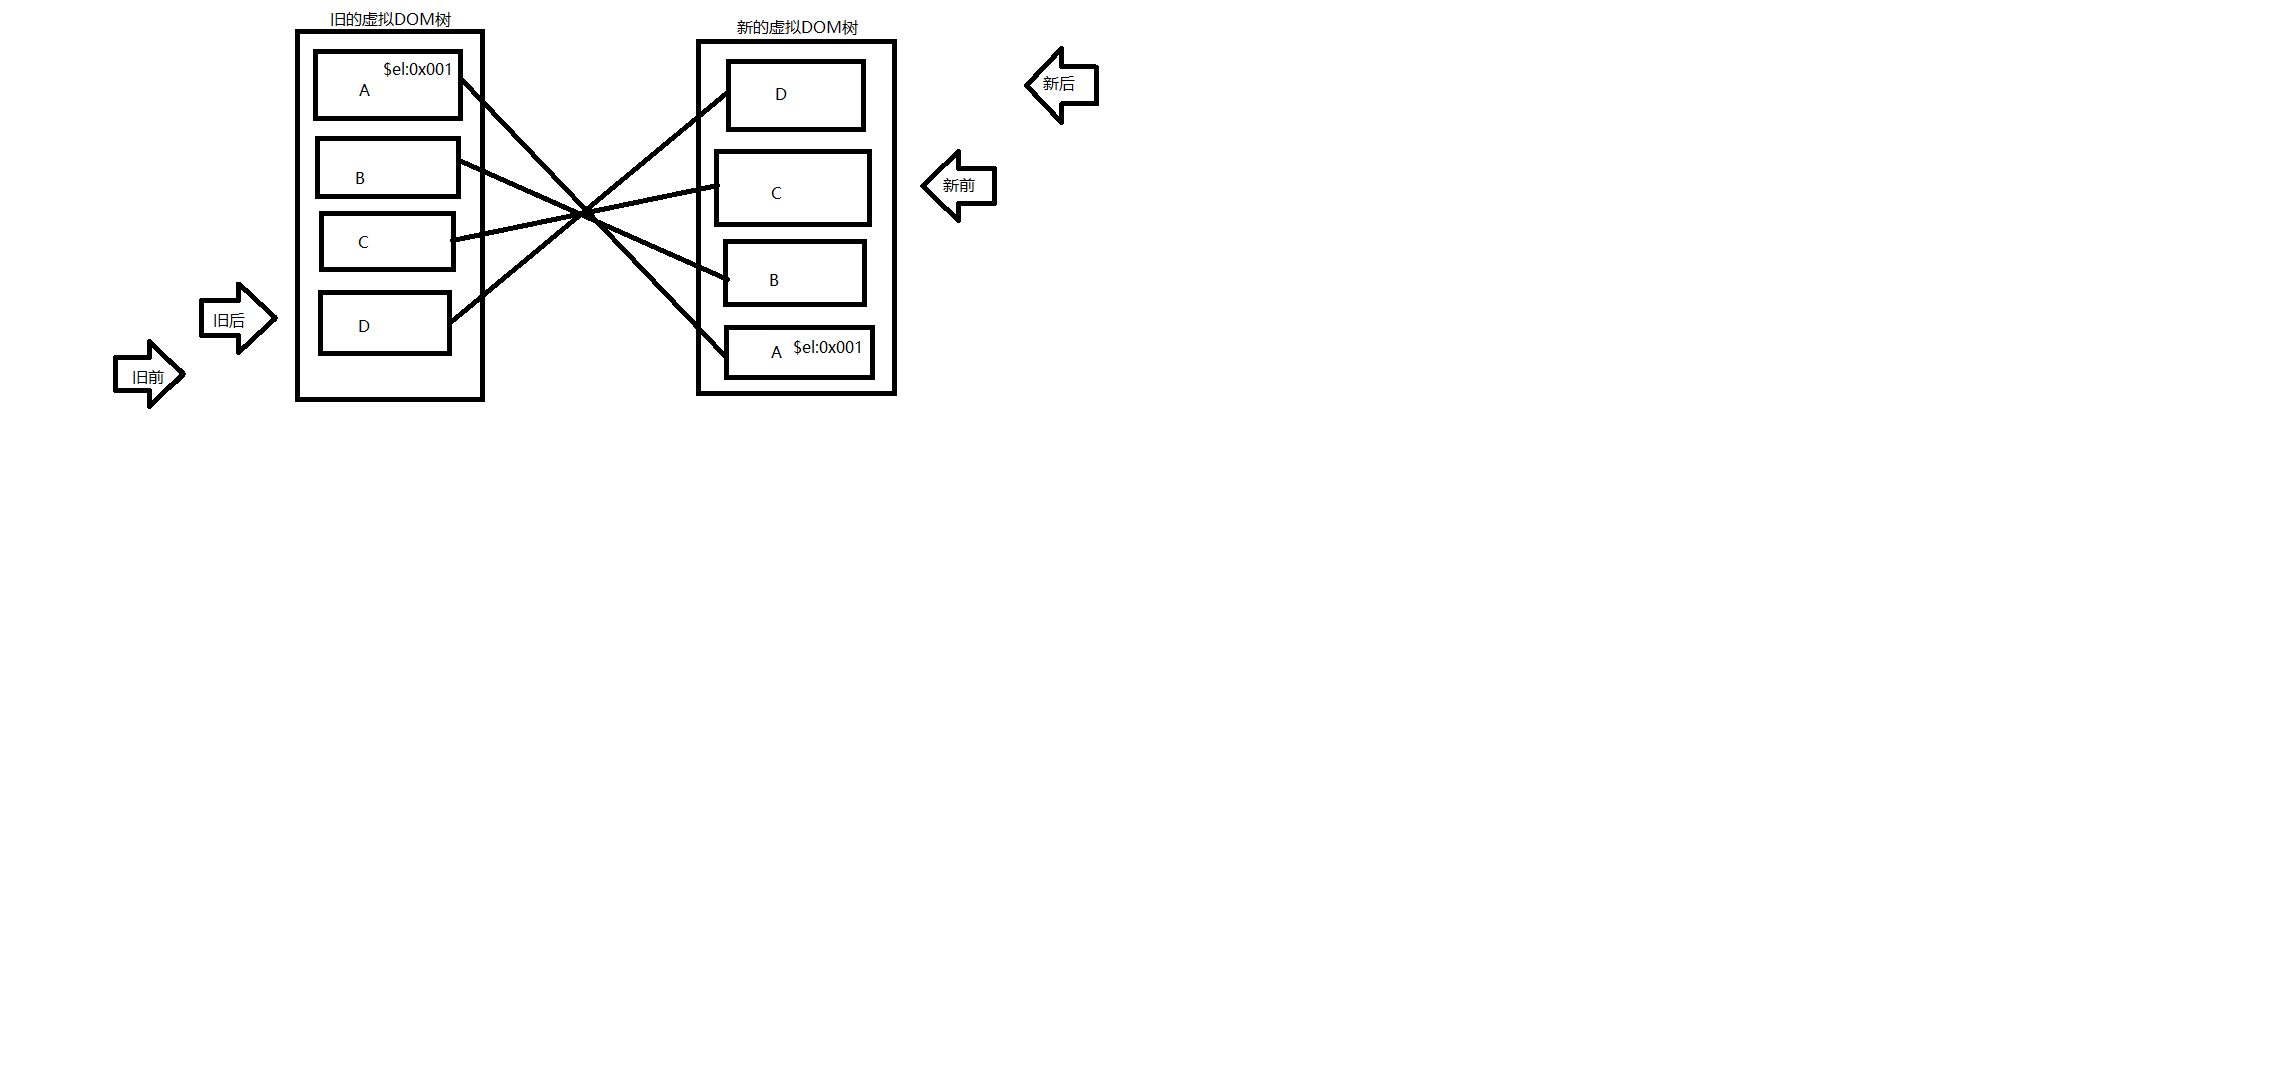 旧的虚拟DOM树
$el:0x001
A
B
C
D
旧后
旧前
新的虚拟DOM树
D
C
B
A $el:0x001
新后
新前